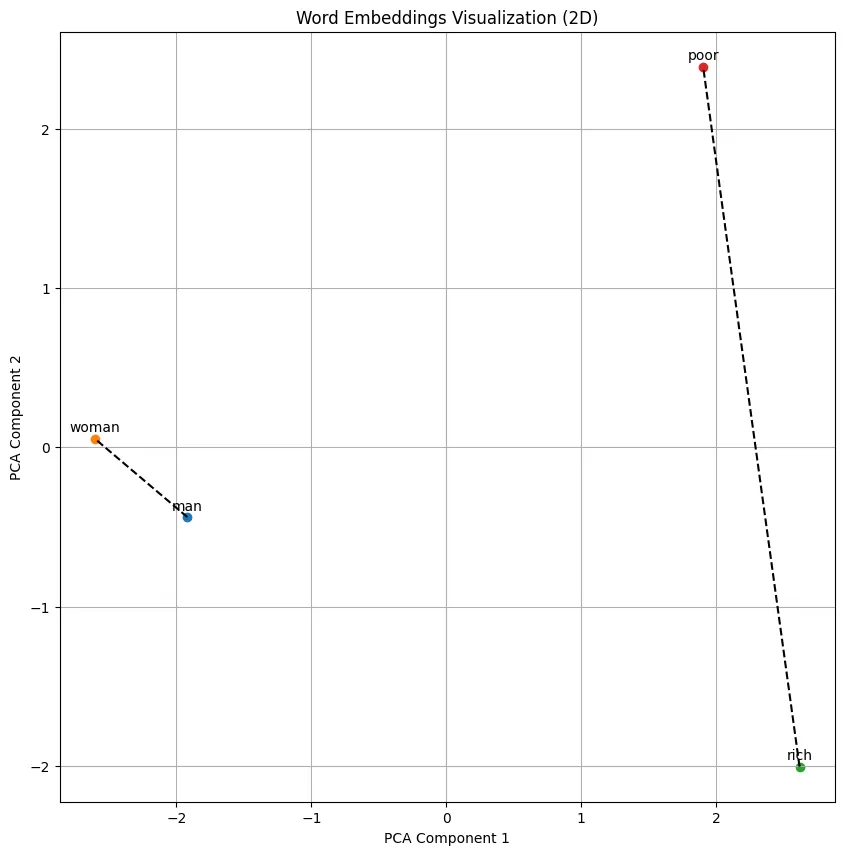 Word Embeddings Visualization (2D)
poor
2
1
woman
0
man
−1
rich
−2
−2 −1 0 1 2
PCA Component 1
PCA Component 2